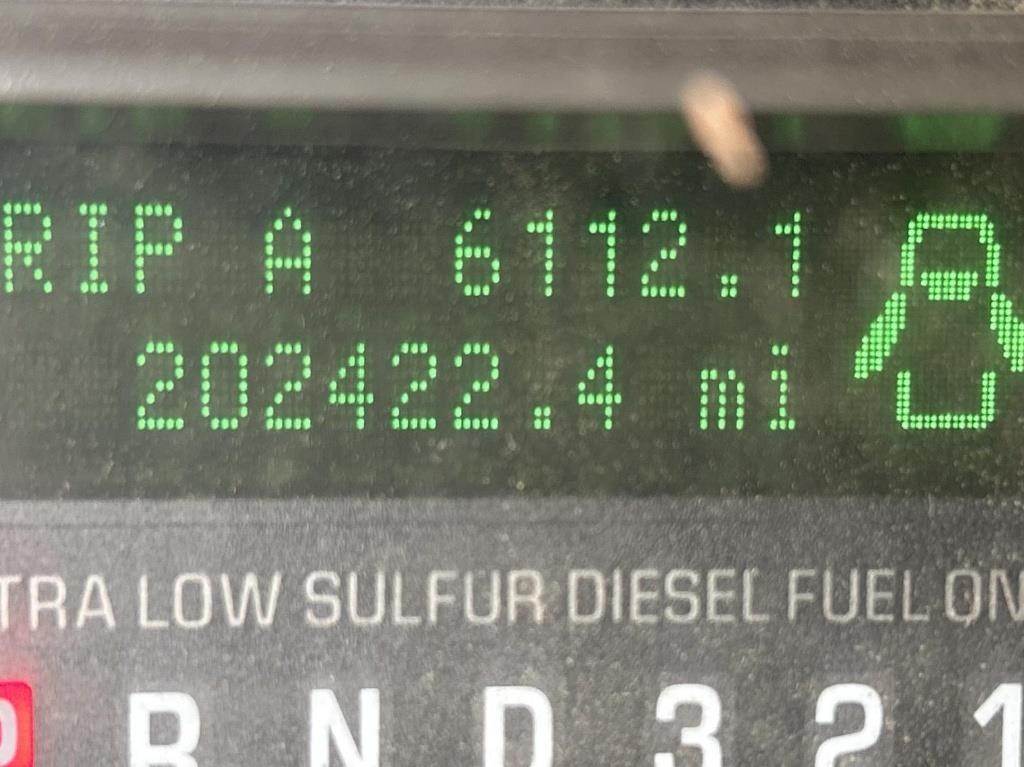 RIP A 6112.1
202422.4 mi
TRA LOW SULFUR DIESEL FUEL ON
P R N D 3 2 1